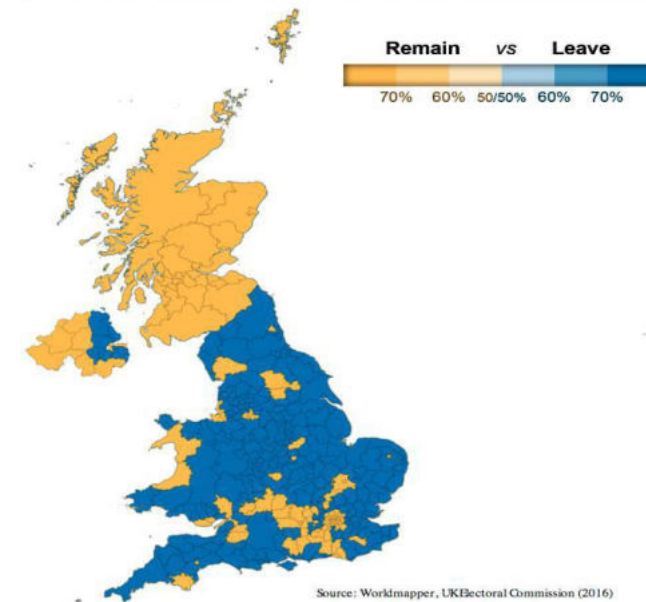 Remain vs Leave
70% 60% 50/50% 60% 70%
Source: Worldmapper, UKElectoral Commission (2016)